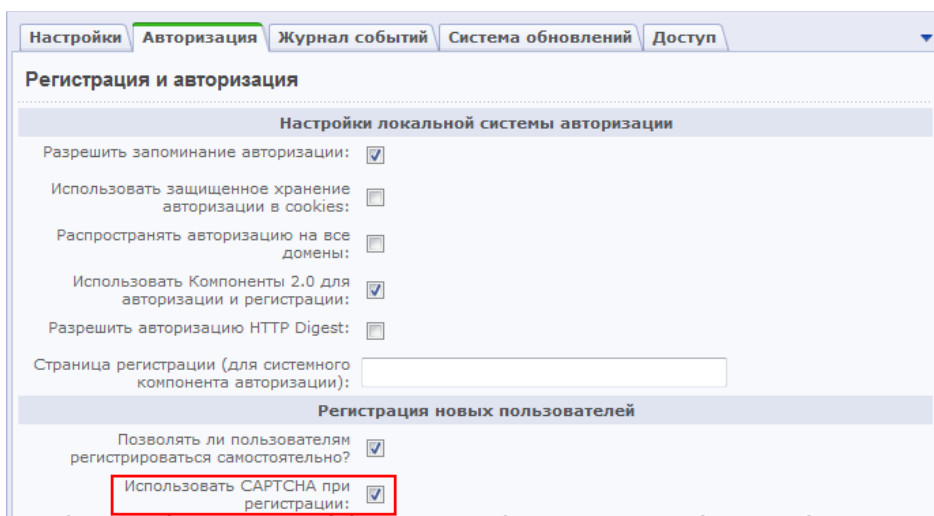 Настройки Авторизация Журнал событий Система обновлений Доступ
Регистрация и авторизация
Настройки локальной системы авторизации
Разрешить запоминание авторизации:
Использовать защищенное хранение
авторизации в cookies:
Распространять авторизацию на все
домены:
Использовать Компоненты 2.0 для
авторизации и регистрации:
Разрешить авторизацию HTTP Digest:
Страница регистрации (для системного
компонента авторизации):
Регистрация новых пользователей
Позволять ли пользователям
регистрироваться самостоятельно?
Использовать CAPTCHA при
регистрации: